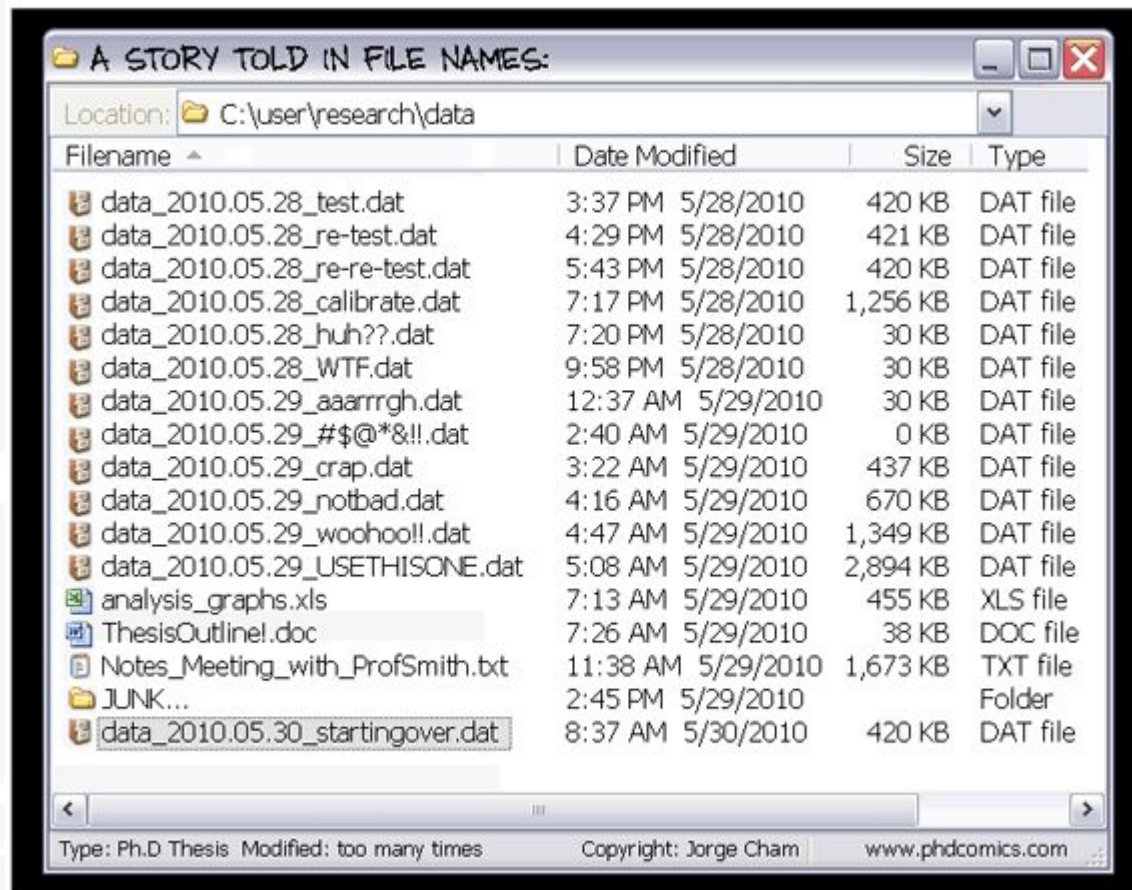 A STORY TOLD IN FILE NAMES:
Location: C:\user\research\data
Filename Date Modified Size Type
data_2010.05.28_test.dat 3:37 PM 5/28/2010 420 KB DAT file
data_2010.05.28_re-test.dat 4:29 PM 5/28/2010 421 KB DAT file
data_2010.05.28_re-re-test.dat 5:43 PM 5/28/2010 420 KB DAT file
data_2010.05.28_calibrate.dat 7:17 PM 5/28/2010 1,256 KB DAT file
data_2010.05.28_huh??.dat 7:20 PM 5/28/2010 30 KB DAT file
data_2010.05.28_WTF.dat 9:58 PM 5/28/2010 30 KB DAT file
data_2010.05.29_aaarrrgh.dat 12:37 AM 5/29/2010 30 KB DAT file
data_2010.05.29_#$@*&!!.dat 2:40 AM 5/29/2010 0 KB DAT file
data_2010.05.29_crap.dat 3:22 AM 5/29/2010 437 KB DAT file
data_2010.05.29_notbad.dat 4:16 AM 5/29/2010 670 KB DAT file
data_2010.05.29_woohoo!!.dat 4:47 AM 5/29/2010 1,349 KB DAT file
data_2010.05.29_USETHISONE.dat 5:08 AM 5/29/2010 2,894 KB DAT file
analysis_graphs.xls 7:13 AM 5/29/2010 455 KB XLS file
ThesisOutline!.doc 7:26 AM 5/29/2010 38 KB DOC file
Notes_Meeting_with_ProfSmith.txt 11:38 AM 5/29/2010 1,673 KB TXT file
JUNK... 2:45 PM 5/29/2010 Folder
data_2010.05.30_startingover.dat 8:37 AM 5/30/2010 420 KB DAT file
Type: Ph.D Thesis Modified: too many times Copyright: Jorge Cham www.phdcomics.com